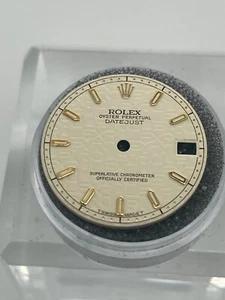 ROLEX
OYSTER PERPETUAL
DATEJUST
SUPERLATIVE CHRONOMETER
OFFICIALLY CERTIFIED